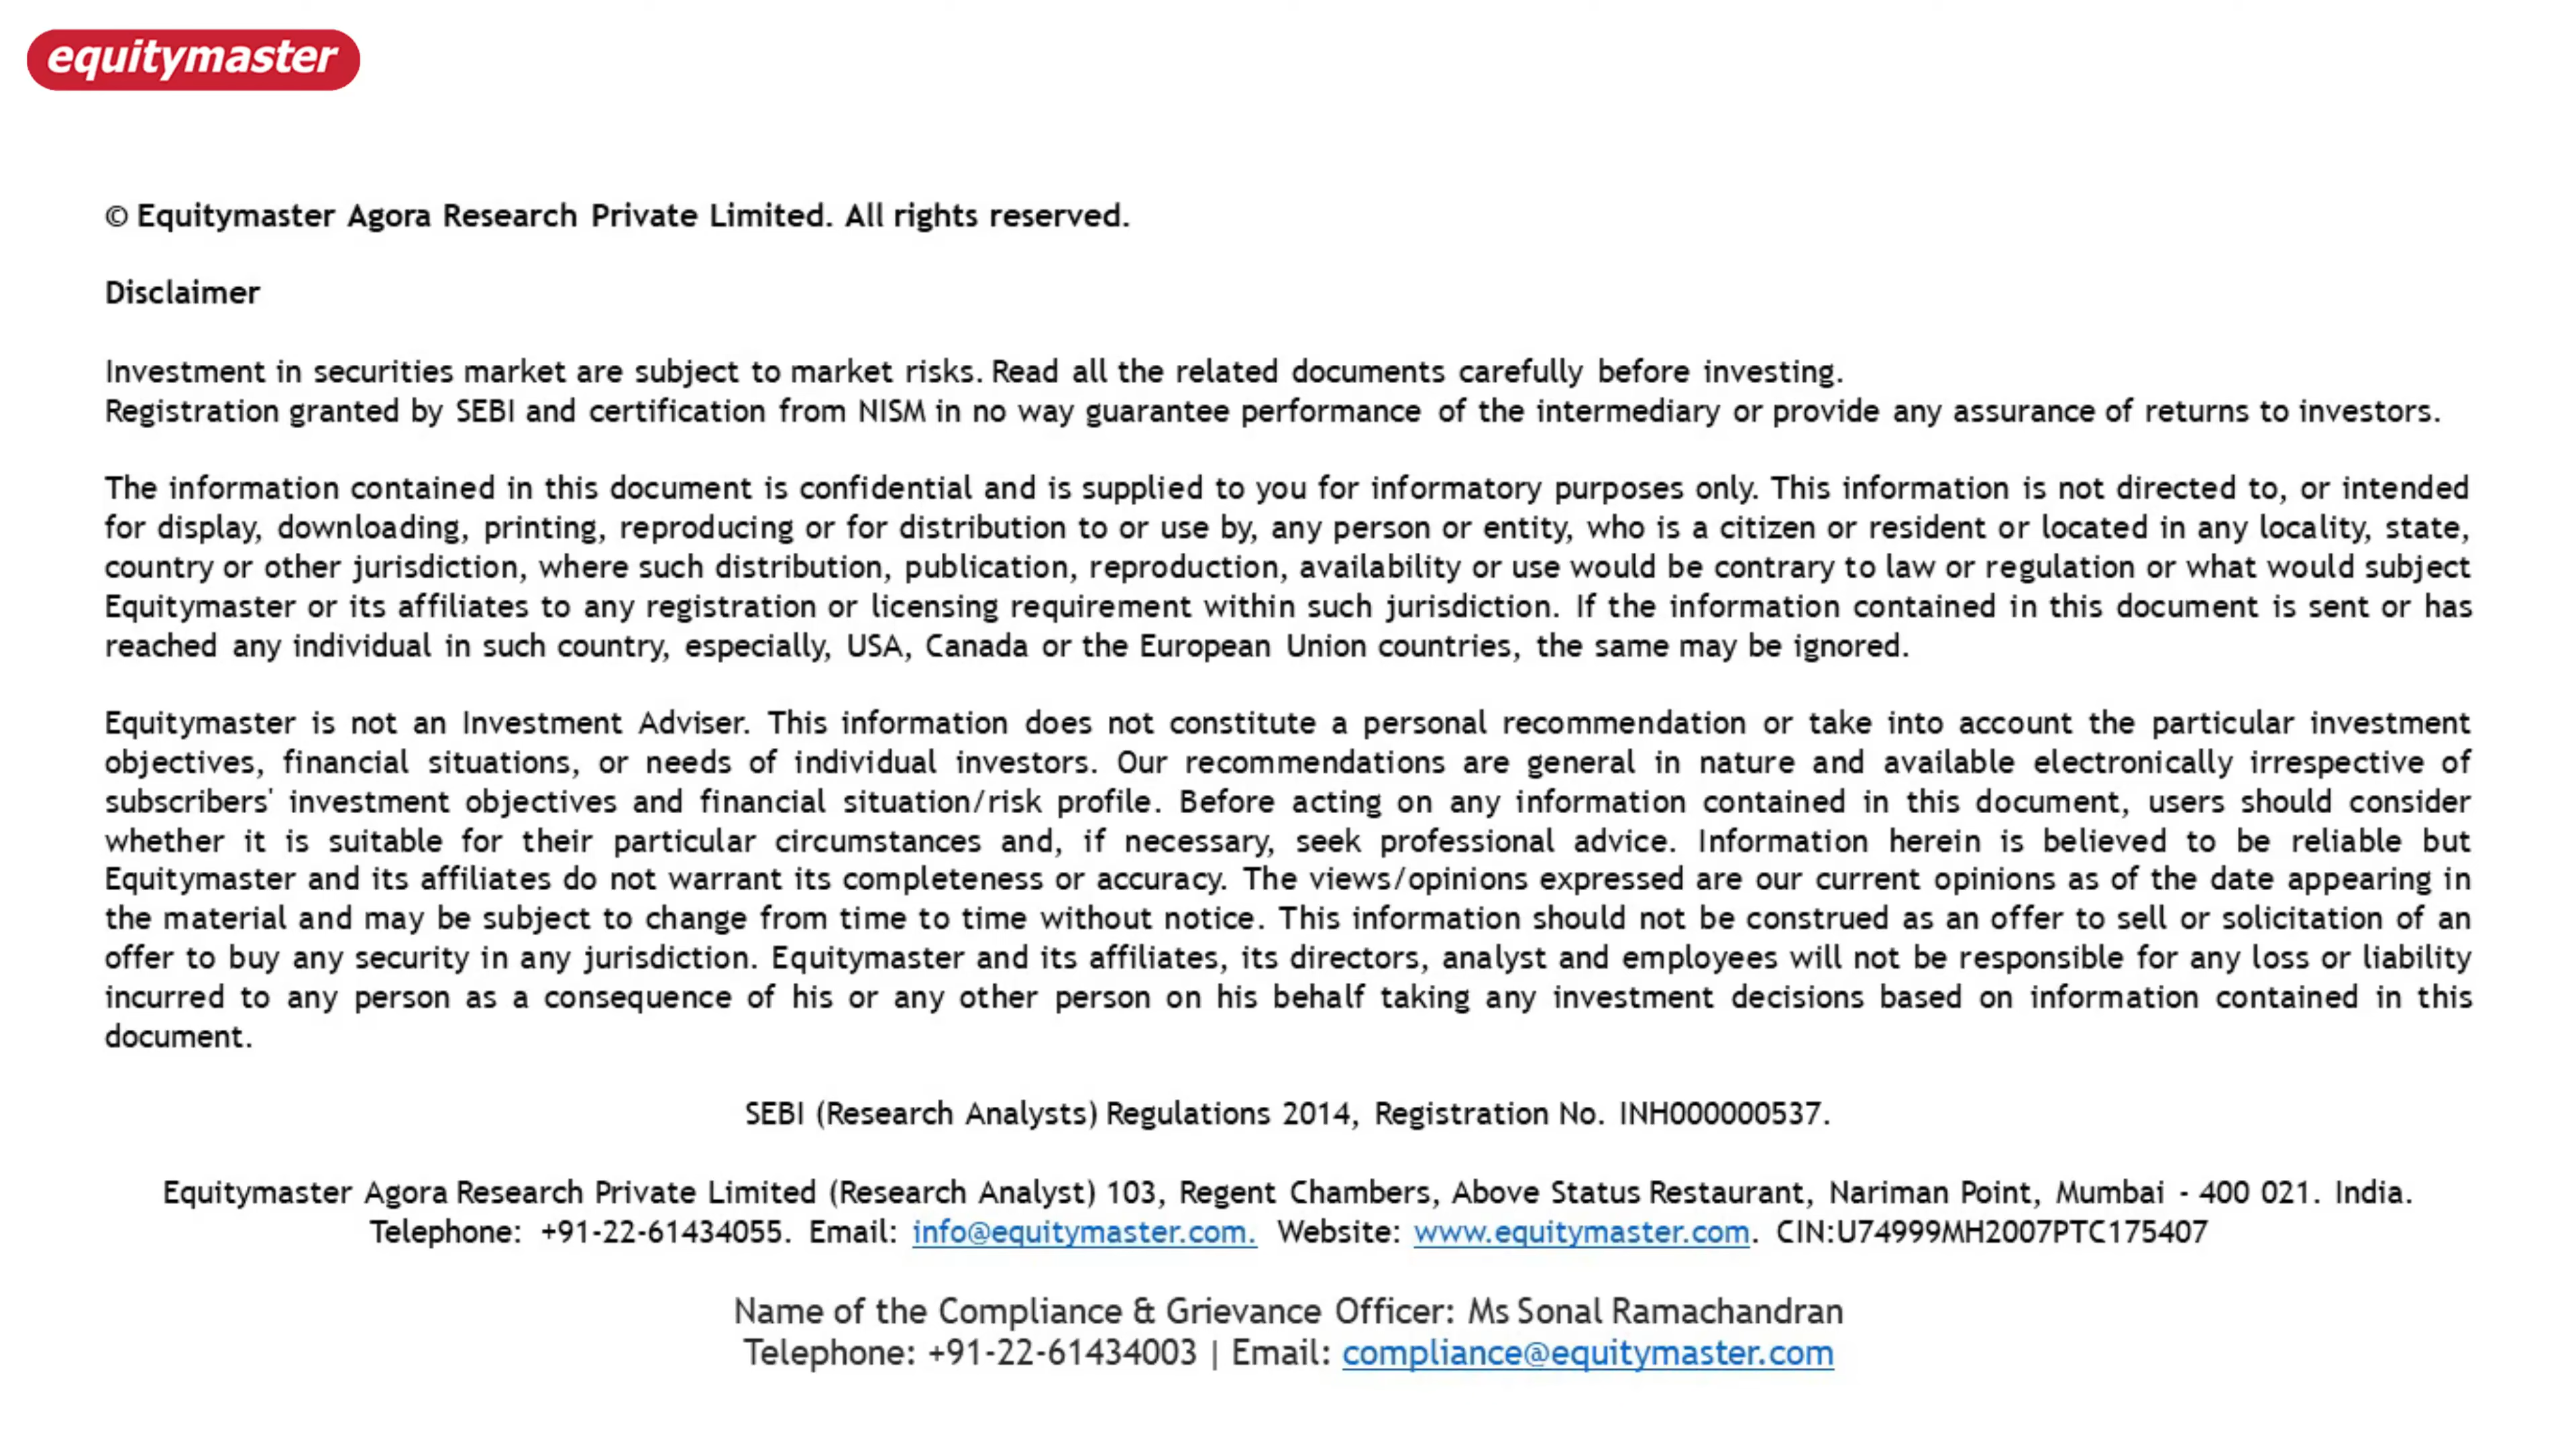 equitymaster
© Equitymaster Agora Research Private Limited. All rights reserved.
Disclaimer
Investment in securities market are subject to market risks. Read all the related documents carefully before investing.
Registration granted by SEBI and certification from NISM in no way guarantee performance of the intermediary or provide any assurance of returns to investors.
The information contained in this document is confidential and is supplied to you for informatory purposes only. This information is not directed to, or intended
for display, downloading, printing, reproducing or for distribution to or use by, any person or entity, who is a citizen or resident or located in any locality, state,
country or other jurisdiction, where such distribution, publication, reproduction, availability or use would be contrary to law or regulation or what would subject
Equitymaster or its affiliates to any registration or licensing requirement within such jurisdiction. If the information contained in this document is sent or has
reached any individual in such country, especially, USA, Canada or the European Union countries, the same may be ignored.
Equitymaster is not an Investment Adviser. This information does not constitute a personal recommendation or take into account the particular investment
objectives, financial situations, or needs of individual investors. Our recommendations are general in nature and available electronically irrespective of
subscribers' investment objectives and financial situation/risk profile. Before acting on any information contained in this document, users should consider
whether it is suitable for their particular circumstances and, if necessary, seek professional advice. Information herein is believed to be reliable but
Equitymaster and its affiliates do not warrant its completeness or accuracy. The views/opinions expressed are our current opinions as of the date appearing in
the material and may be subject to change from time to time without notice. This information should not be construed as an offer to sell or solicitation of an
offer to buy any security in any jurisdiction. Equitymaster and its affiliates, its directors, analyst and employees will not be responsible for any loss or liability
incurred to any person as a consequence of his or any other person on his behalf taking any investment decisions based on information contained in this
document.
SEBI (Research Analysts) Regulations 2014, Registration No. INH000000537.
Equitymaster Agora Research Private Limited (Research Analyst) 103, Regent Chambers, Above Status Restaurant, Nariman Point, Mumbai - 400 021. India.
Telephone: +91-22-61434055. Email: info@equitymaster.com. Website: www.equitymaster.com. CIN:U74999MH2007PTC175407
Name of the Compliance & Grievance Officer: Ms Sonal Ramachandran
Telephone: +91-22-61434003 | Email: compliance@equitymaster.com